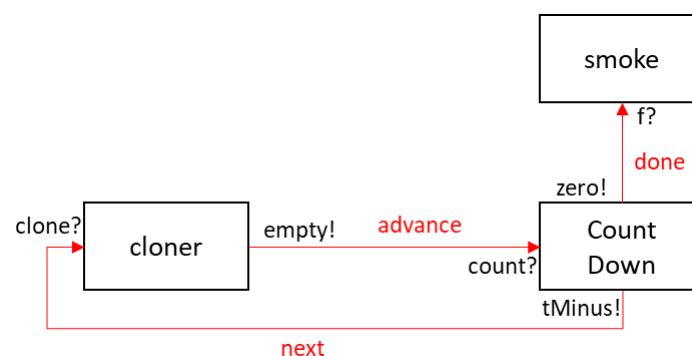 smoke
f?
done
zero!
clone?
cloner
empty!
advance
count?
Count
Down
tMinus!
next